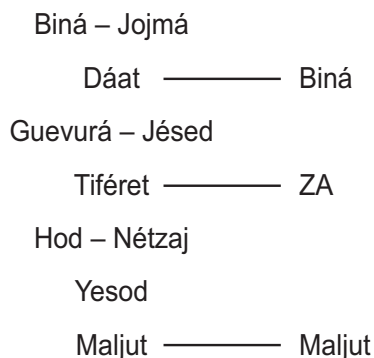 Biná – Jojmá
Dáat ——— Biná
Guevurá – Jésed
Tiféret ——— ZA
Hod – Nétzaj
Yesod
Maljut ——— Maljut